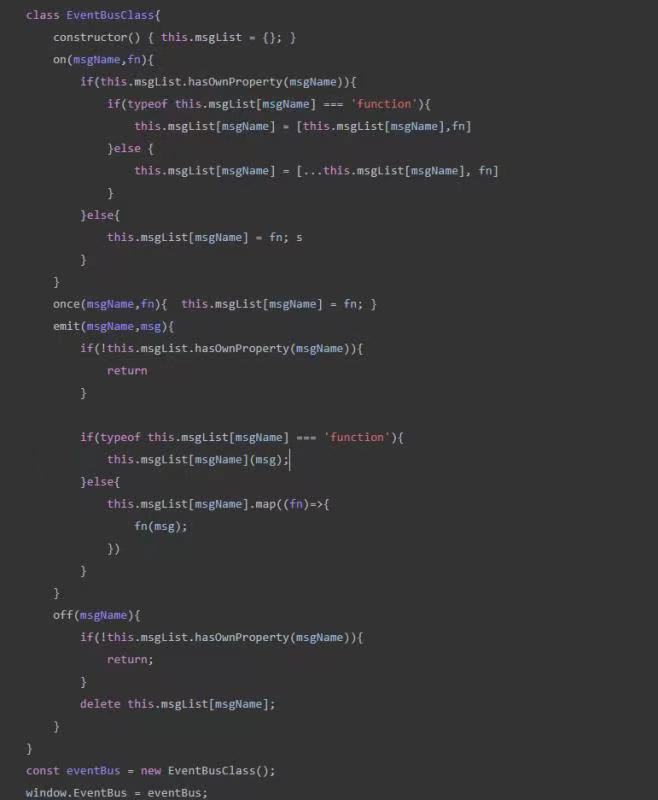 class EventBusClass{
    constructor() { this.msgList = {}; }
    on(msgName,fn){
        if(this.msgList.hasOwnProperty(msgName)){
            if(typeof this.msgList[msgName] === 'function'){
                this.msgList[msgName] = [this.msgList[msgName],fn]
            }else {
                this.msgList[msgName] = [...this.msgList[msgName], fn]
            }
        }else{
            this.msgList[msgName] = fn; s
        }
    }
    once(msgName,fn){  this.msgList[msgName] = fn; }
    emit(msgName,msg){
        if(!this.msgList.hasOwnProperty(msgName)){
            return
        }

        if(typeof this.msgList[msgName] === 'function'){
            this.msgList[msgName](msg);
        }else{
            this.msgList[msgName].map((fn)=>{
                fn(msg);
            })
        }
    }
    off(msgName){
        if(!this.msgList.hasOwnProperty(msgName)){
            return;
        }
        delete this.msgList[msgName];
    }
}
const eventBus = new EventBusClass();
window.EventBus = eventBus;